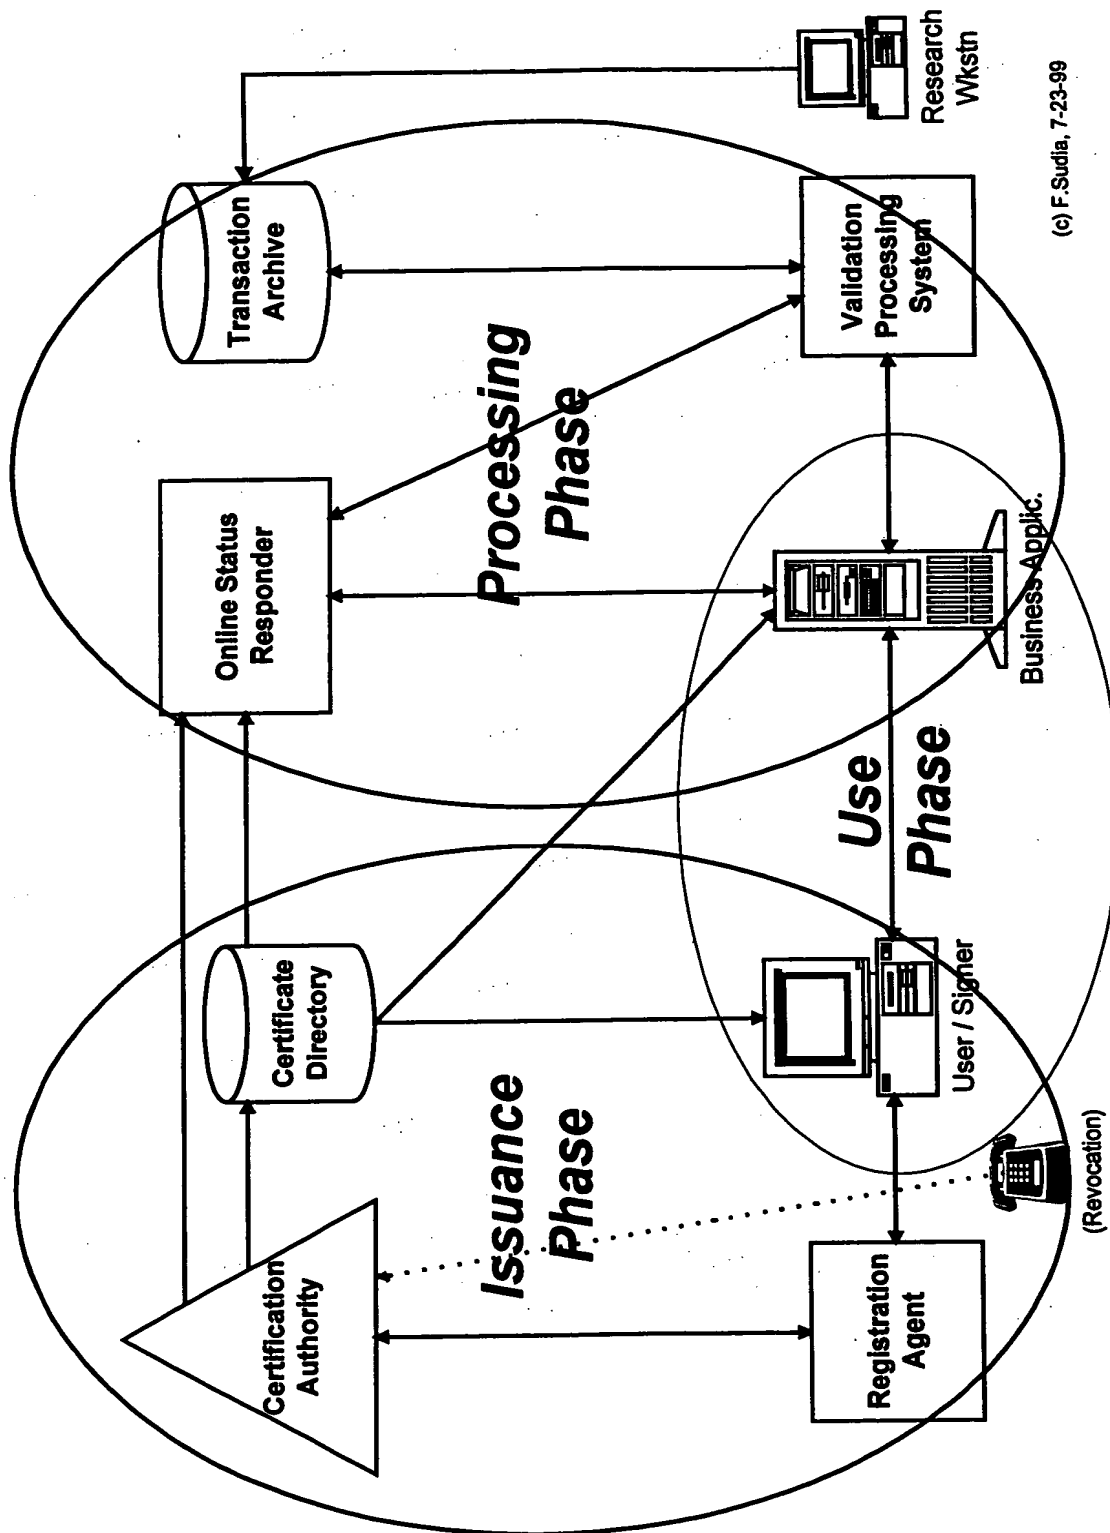 Certification
Authority
Certificate
Directory
Online Status
Responder
Transaction
Archive
Issuance
Phase
Processing
Phase
Research
Wkstn
Use
Phase
Registration
Agent
(Revocation)
User / Signer
Business Applic.
Validation
Processing
System
(c) F.Sudia, 7-23-99